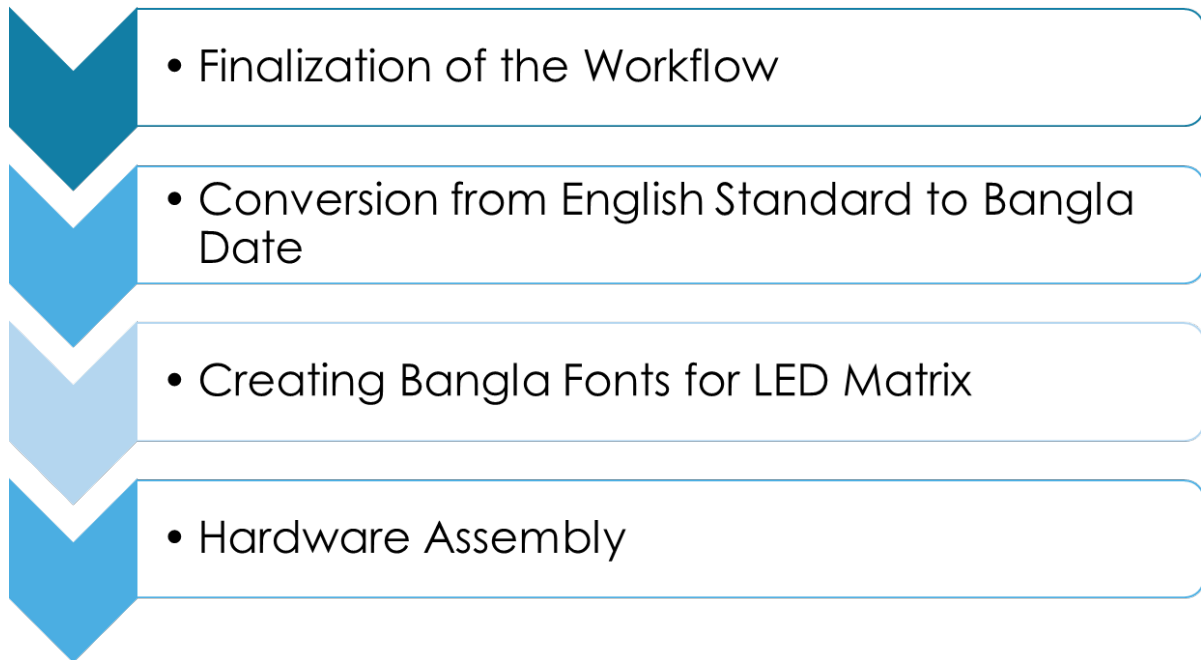 • Finalization of the Workflow
• Conversion from English Standard to Bangla
Date
• Creating Bangla Fonts for LED Matrix
• Hardware Assembly